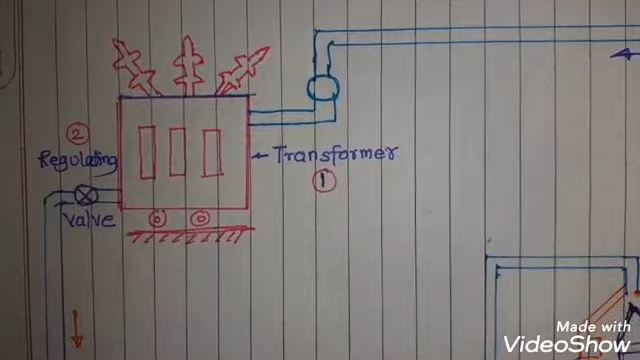 ②
Regulating
Valve
← Transformer
①
Made with
VideoShow